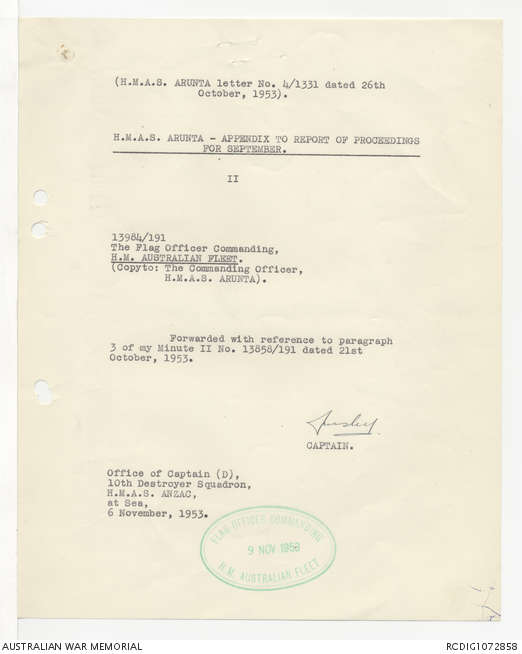 (H.M.A.S. ARUNTA letter No. 4/1331 dated 26th
October, 1953).
H.M.A.S. ARUNTA - APPENDIX TO REPORT OF PROCEEDINGS
FOR SEPTEMBER.
II
13984/191
The Flag Officer Commanding,
H.M. AUSTRALIAN FLEET.
(Copyto: The Commanding Officer,
H.M.A.S. ARUNTA).
Forwarded with reference to paragraph
3 of my Minute II No. 13858/191 dated 21st
October, 1953.
CAPTAIN.
Office of Captain (D),
10th Destroyer Squadron,
H.M.A.S. ANZAC,
at Sea,
6 November, 1953.
FLAG OFFICER COMMANDING
9 NOV 1953
H.M. AUSTRALIAN FLEET
AUSTRALIAN WAR MEMORIAL
RCDIG1072858